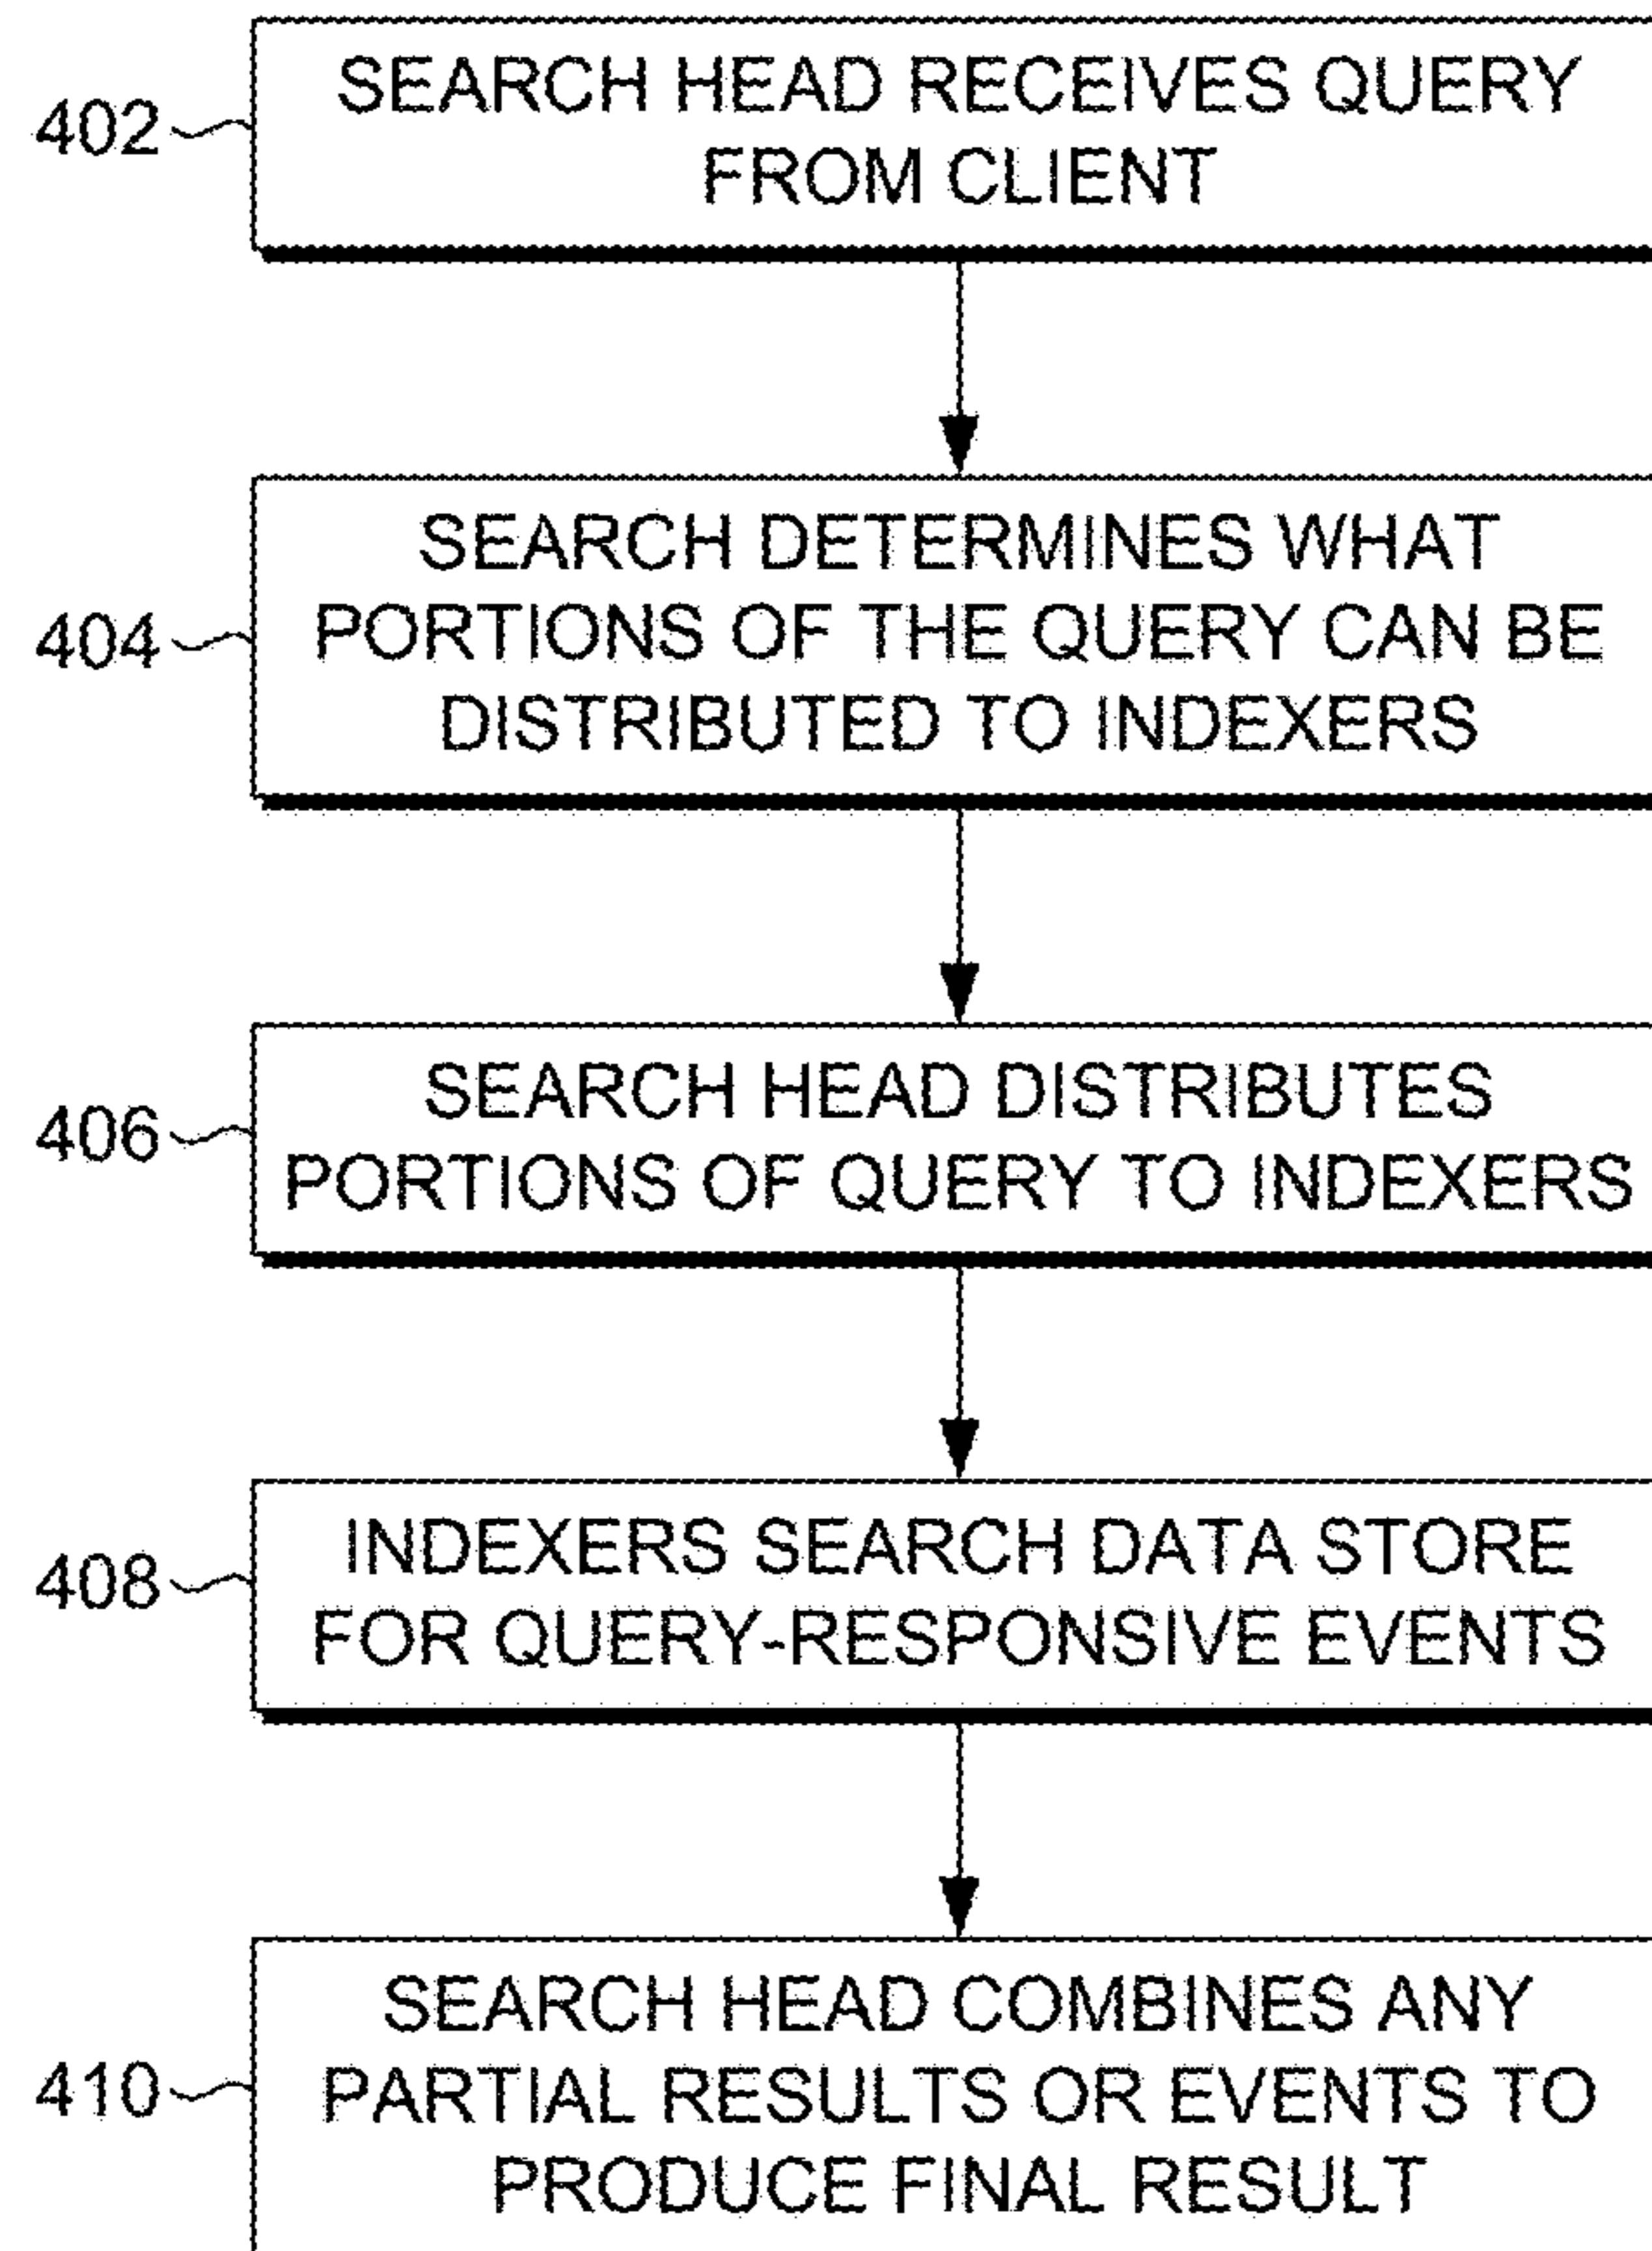 402
SEARCH HEAD RECEIVES QUERY
FROM CLIENT
404
SEARCH DETERMINES WHAT
PORTIONS OF THE QUERY CAN BE
DISTRIBUTED TO INDEXERS
406
SEARCH HEAD DISTRIBUTES
PORTIONS OF QUERY TO INDEXERS
408
INDEXERS SEARCH DATA STORE
FOR QUERY-RESPONSIVE EVENTS
410
SEARCH HEAD COMBINES ANY
PARTIAL RESULTS OR EVENTS TO
PRODUCE FINAL RESULT